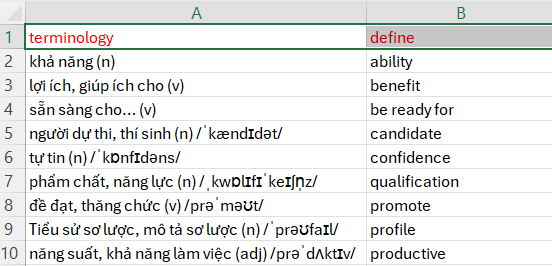 A B
1 terminology define
2 khả năng (n) ability
3 lợi ích, giúp ích cho (v) benefit
4 sẵn sàng cho... (v) be ready for
5 người dự thi, thí sinh (n) /ˈkændɪdət/ candidate
6 tự tin (n) /ˈkɒnfɪdəns/ confidence
7 phẩm chất, năng lực (n) /ˌkwɒlɪfɪˈkeɪʃn̩z/ qualification
8 đề đạt, thăng chức (v) /prəˈməʊt/ promote
9 Tiểu sử sơ lược, mô tả sơ lược (n) /ˈprəʊfaɪl/ profile
10 năng suất, khả năng làm việc (adj) /prəˈdʌktɪv/ productive